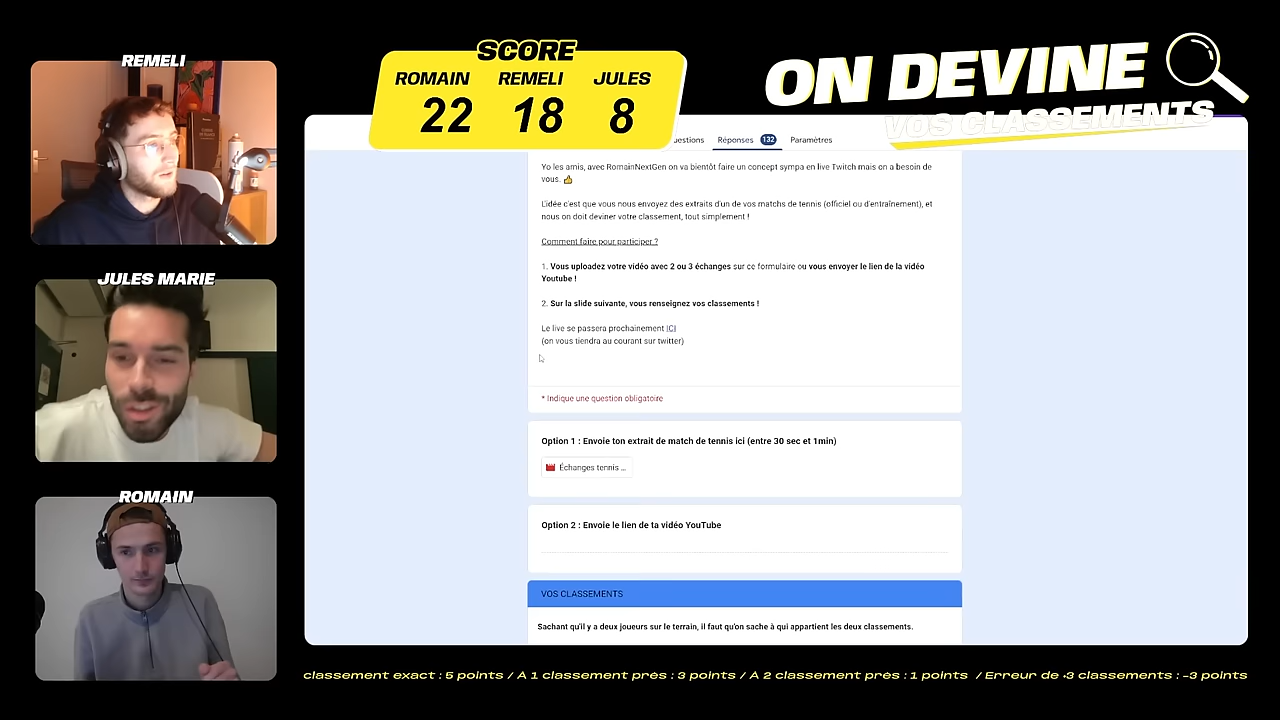 REMELI
JULES MARIE
ROMAIN
SCORE
ROMAIN REMELI JULES
22 18 8
ON DEVINE
VOS CLASSEMENTS
Réponses 132 Paramètres
Yo les amis, avec RomainNextGen on va bientôt faire un concept sympa en live Twitch mais on a besoin de
vous. 👍
L'idée c'est que vous nous envoyez des extraits d'un de vos matchs de tennis (officiel ou d'entraînement), et
nous on doit deviner votre classement, tout simplement !
Comment faire pour participer ?
1. Vous uploadez votre vidéo avec 2 ou 3 échanges sur ce formulaire ou vous envoyer le lien de la vidéo
Youtube !
2. Sur la slide suivante, vous renseignez vos classements !
Le live se passera prochainement ICI
(on vous tiendra au courant sur twitter)
* Indique une question obligatoire
Option 1 : Envoie ton extrait de match de tennis ici (entre 30 sec et 1min)
Échanges tennis ...
Option 2 : Envoie le lien de ta vidéo YouTube
VOS CLASSEMENTS
Sachant qu'il y a deux joueurs sur le terrain, il faut qu'on sache à qui appartient les deux classements.
classement exact : 5 points / À 1 classement près : 3 points / À 2 classement près : 1 points / Erreur de +3 classements : -3 points